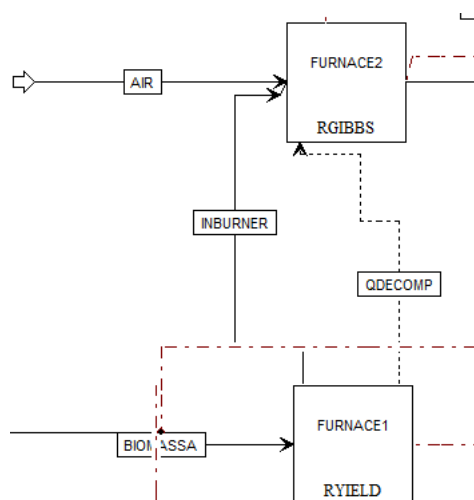 FURNACE2
AIR
RGIBBS
INBURNER
QDECOMP
FURNACE1
BIOMASSA
RYIELD